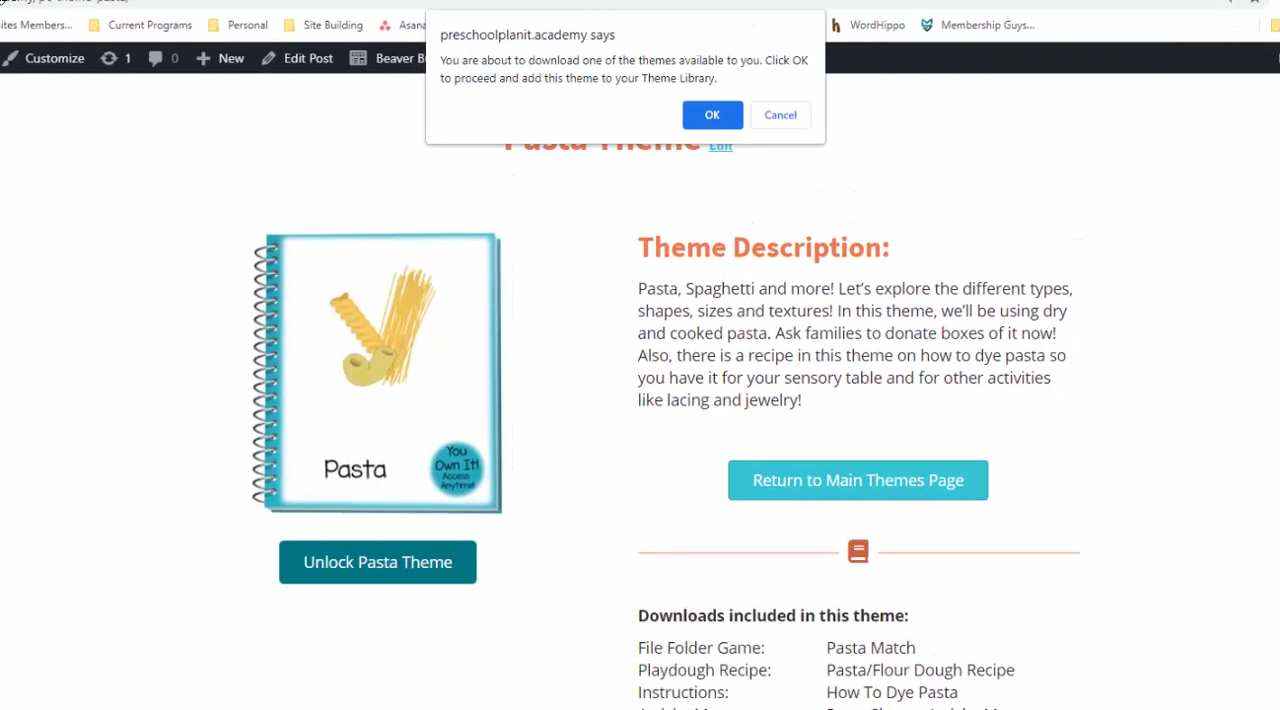 ites Members...
Current Programs
Personal
Site Building
Asana
WordHippo
Membership Guys...
Customize
1
0
New
Edit Post
Beaver B
preschoolplanit.academy says
You are about to download one of the themes available to you. Click OK
to proceed and add this theme to your Theme Library.
OK
Cancel
Pasta Theme Edit
Pasta
You
Own It!
Access
Anytime!
Unlock Pasta Theme
Theme Description:
Pasta, Spaghetti and more! Let's explore the different types,
shapes, sizes and textures! In this theme, we'll be using dry
and cooked pasta. Ask families to donate boxes of it now!
Also, there is a recipe in this theme on how to dye pasta so
you have it for your sensory table and for other activities
like lacing and jewelry!
Return to Main Themes Page
Downloads included in this theme:
File Folder Game: Pasta Match
Playdough Recipe: Pasta/Flour Dough Recipe
Instructions: How To Dye Pasta